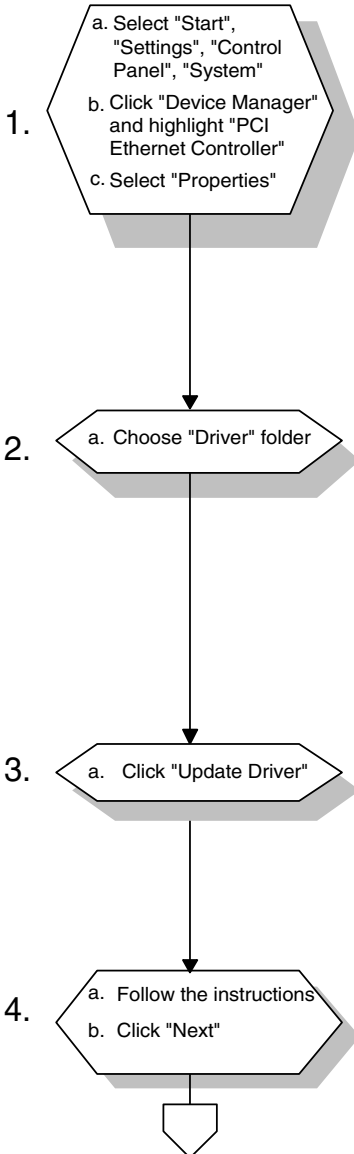 1.
a. Select "Start",
"Settings", "Control
Panel", "System"
b. Click "Device Manager"
and highlight "PCI
Ethernet Controller"
c. Select "Properties"
2.
a. Choose "Driver" folder
3.
a. Click "Update Driver"
4.
a. Follow the instructions
b. Click "Next"